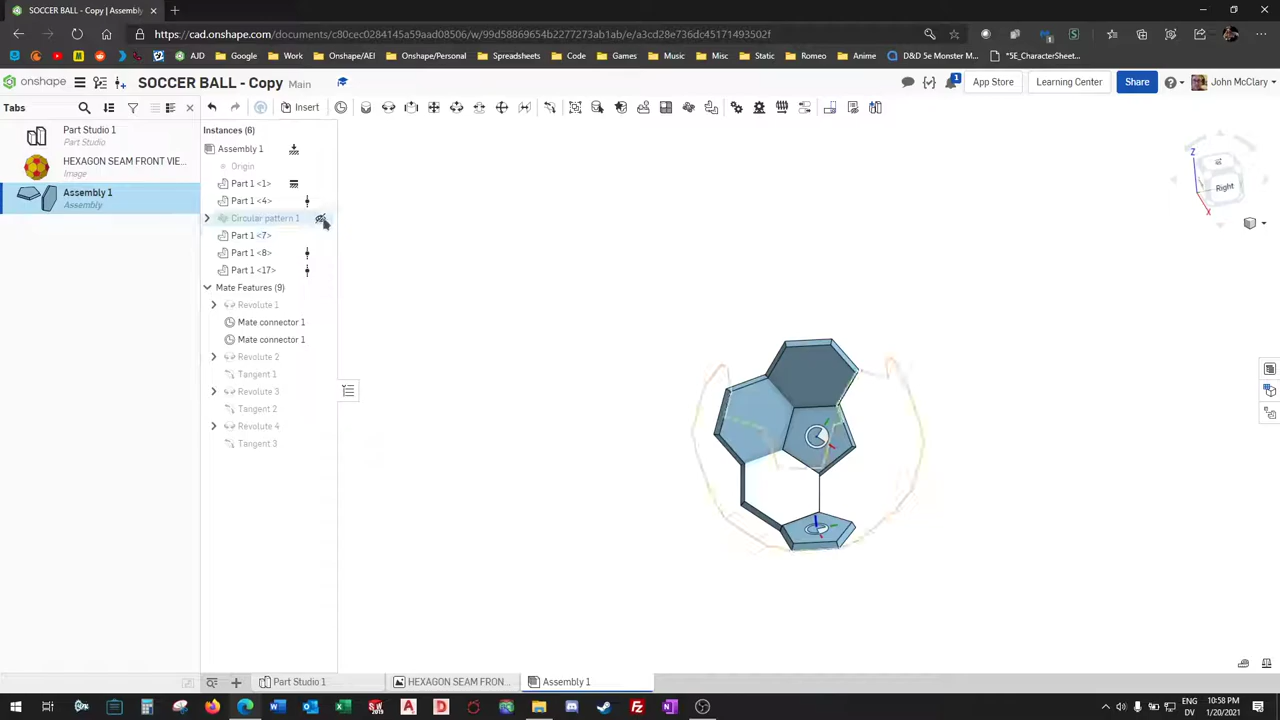 SOCCER BALL - Copy | Assembly
https://cad.onshape.com/documents/c80cec0284145a59aad08506/w/99d58869654b2277273ab1ab/e/a3cd28e736dc45171493502f
AJD
Google
Work
Onshape/AEI
Onshape/Personal
Spreadsheets
Code
Games
Music
Misc
Static
Romeo
Anime
D&D 5e Monster M...
*5E_CharacterSheet...
onshape
SOCCER BALL - Copy
Main
1
App Store
Learning Center
Share
John McClary
Tabs
Insert
Part Studio 1
Part Studio
HEXAGON SEAM FRONT VIE...
Image
Assembly 1
Assembly
Instances (6)
Assembly 1
Origin
Part 1 <1>
Part 1 <4>
Circular pattern 1
Part 1 <7>
Part 1 <8>
Part 1 <17>
Mate Features (9)
Revolute 1
Mate connector 1
Mate connector 1
Revolute 2
Tangent 1
Revolute 3
Tangent 2
Revolute 4
Tangent 3
Z
Right
X
Part Studio 1
HEXAGON SEAM FRON...
Assembly 1
ENG
DV
10:58 PM
1/20/2021